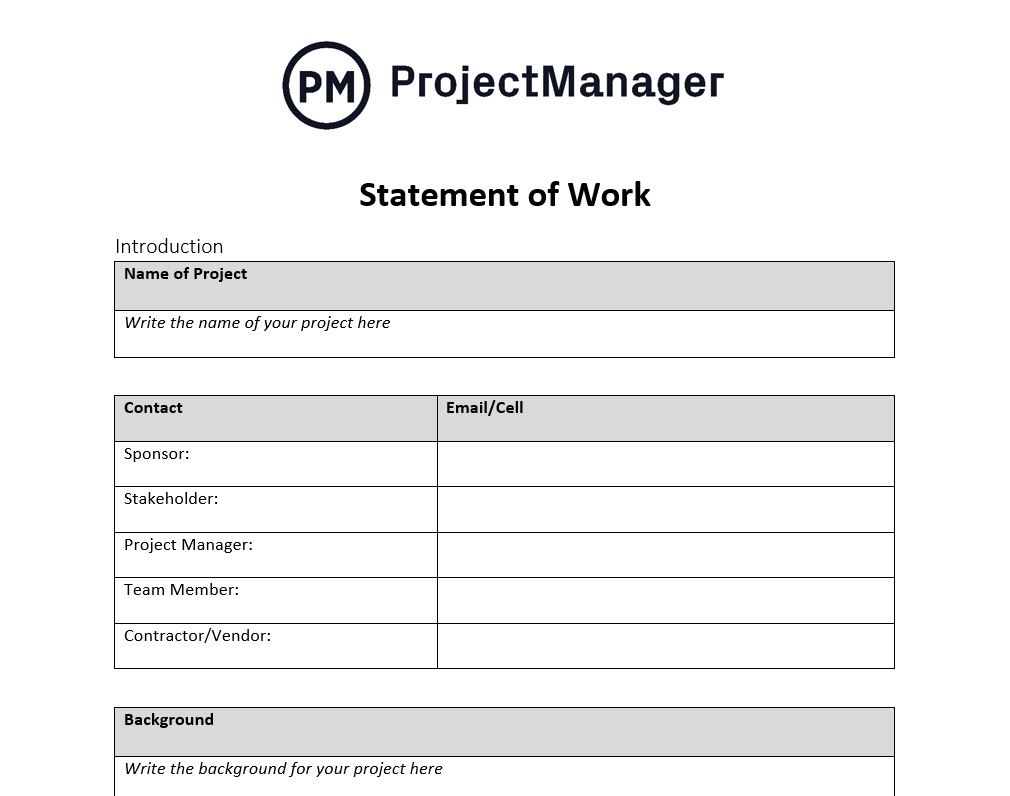 PM ProjectManager
Statement of Work
Introduction
Name of Project
Write the name of your project here
Contact Email/Cell
Sponsor:
Stakeholder:
Project Manager:
Team Member:
Contractor/Vendor:
Background
Write the background for your project here